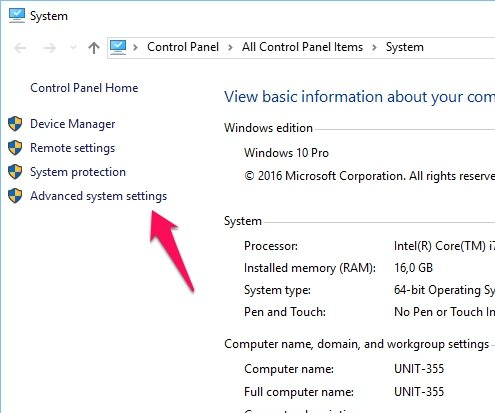 System
Control Panel > All Control Panel Items > System
Control Panel Home
Device Manager
Remote settings
System protection
Advanced system settings
View basic information about your com
Windows edition
Windows 10 Pro
© 2016 Microsoft Corporation. All rights reserve
System
Processor: Intel(R) Core(TM) i7
Installed memory (RAM): 16,0 GB
System type: 64-bit Operating Sy
Pen and Touch: No Pen or Touch In
Computer name, domain, and workgroup settings
Computer name: UNIT-355
Full computer name: UNIT-355